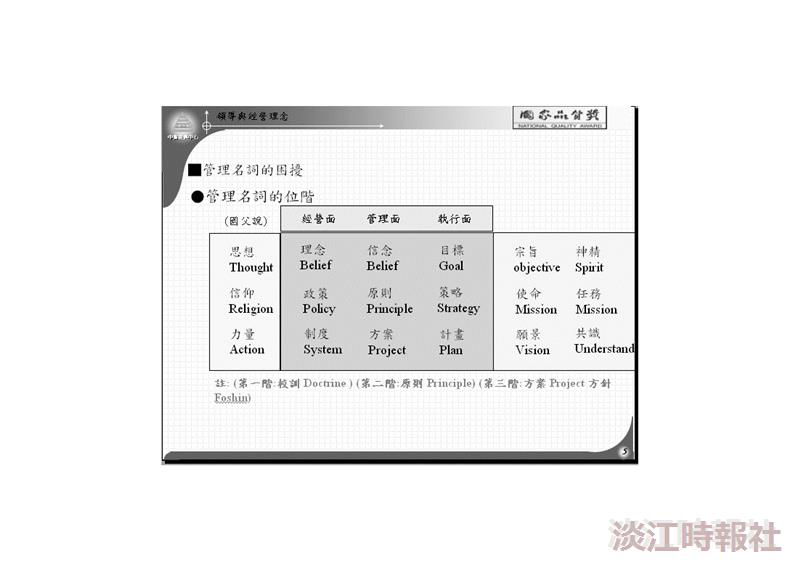 領導與經營理念
國家品質獎
NATIONAL QUALITY AWARD
■管理名詞的困擾
●管理名詞的位階
(國父說) 經營面 管理面 執行面
思想 理念 信念 目標 宗旨 神精
Thought Belief Belief Goal objective Spirit
信仰 政策 原則 策略 使命 任務
Religion Policy Principle Strategy Mission Mission
力量 制度 方案 計畫 願景 共識
Action System Project Plan Vision Understand
註: (第一階:校訓 Doctrine ) (第二階:原則 Principle) (第三階:方案 Project 方針
Foshin)
5
淡江時報社